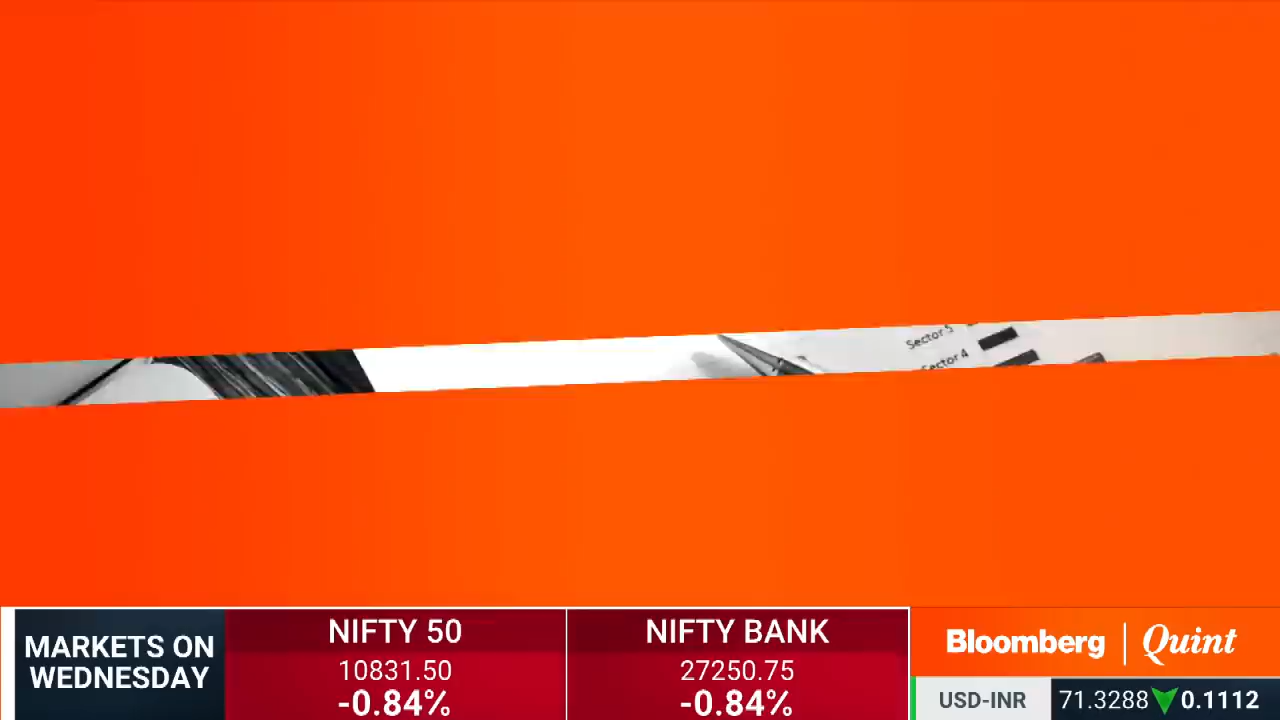 Sector 5
Sector 4
MARKETS ON
WEDNESDAY
NIFTY 50
10831.50
-0.84%
NIFTY BANK
27250.75
-0.84%
Bloomberg | Quint
USD-INR 71.3288 0.1112